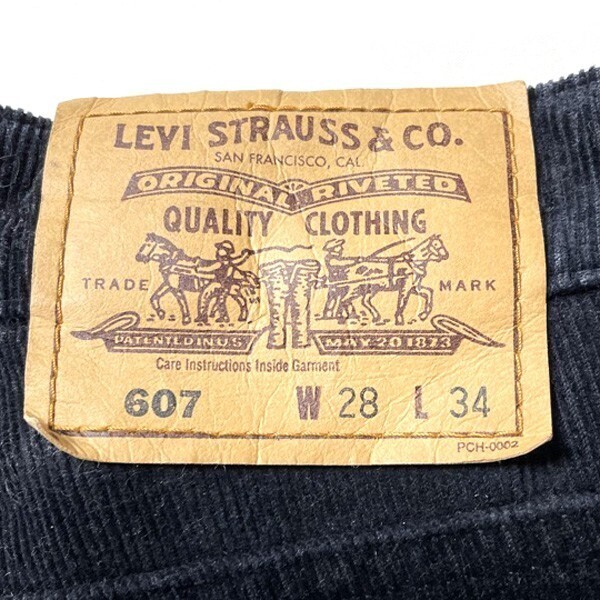 LEVI STRAUSS & CO.
SAN FRANCISCO, CAL.
ORIGINAL RIVETED
QUALITY CLOTHING
TRADE MARK
PATENTED IN U.S. MAY 20 1873
Care Instructions Inside Garment
607 W 28 L 34
PCH-0002